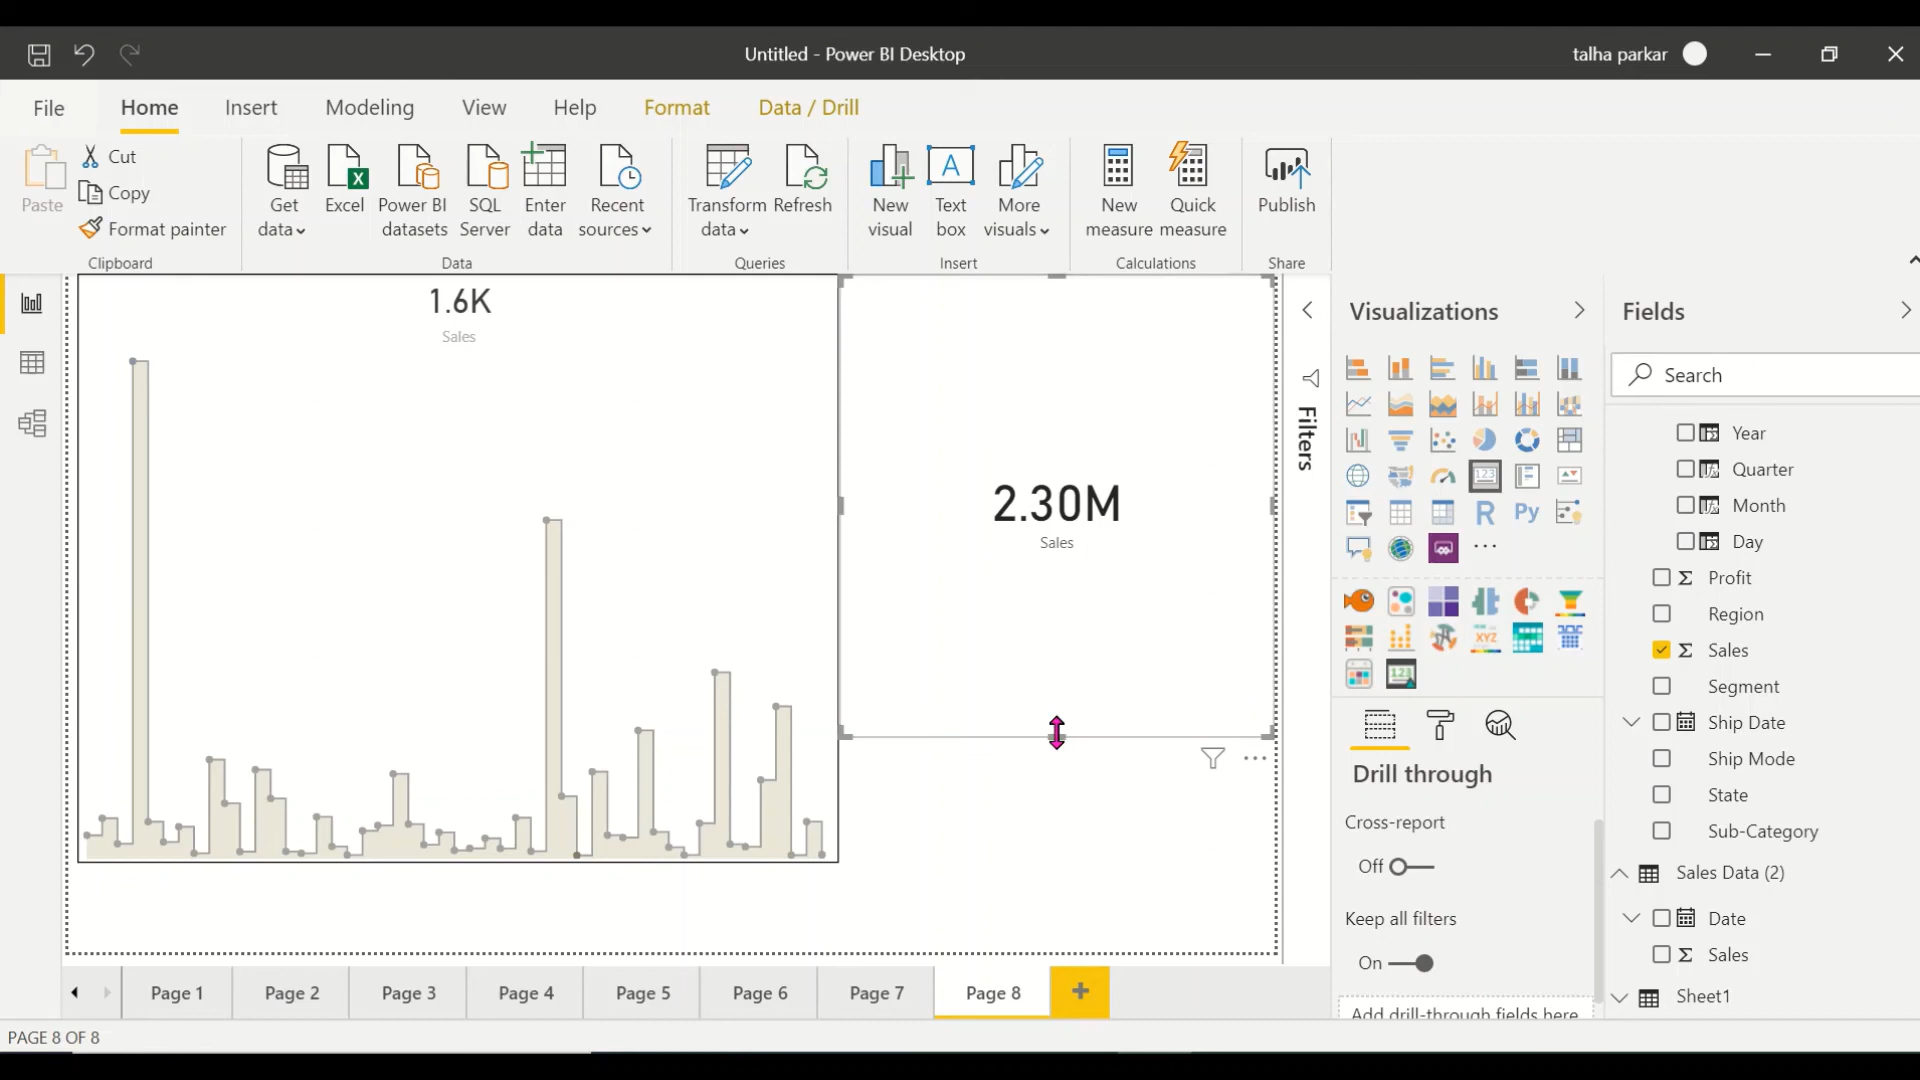 Untitled - Power BI Desktop
talha parkar
File
Home
Insert
Modeling
View
Help
Format
Data / Drill
Paste
Cut
Copy
Format painter
Clipboard
Get
data
Excel
Power BI
datasets
SQL
Server
Enter
data
Recent
sources
Data
Transform
data
Refresh
Queries
New
visual
A
Text
box
More
visuals
Insert
New
measure
Quick
measure
Calculations
Publish
Share
1.6K
Sales
2.30M
Sales
Filters
Visualizations
123
R
Py
XYZ
123
Drill through
Cross-report
Off
Keep all filters
On
Add drill-through fields here
Fields
Search
Year
Quarter
Month
Day
Σ Profit
Region
Σ Sales
Segment
Ship Date
Ship Mode
State
Sub-Category
Sales Data (2)
Date
Σ Sales
Sheet1
Page 1
Page 2
Page 3
Page 4
Page 5
Page 6
Page 7
Page 8
+
PAGE 8 OF 8